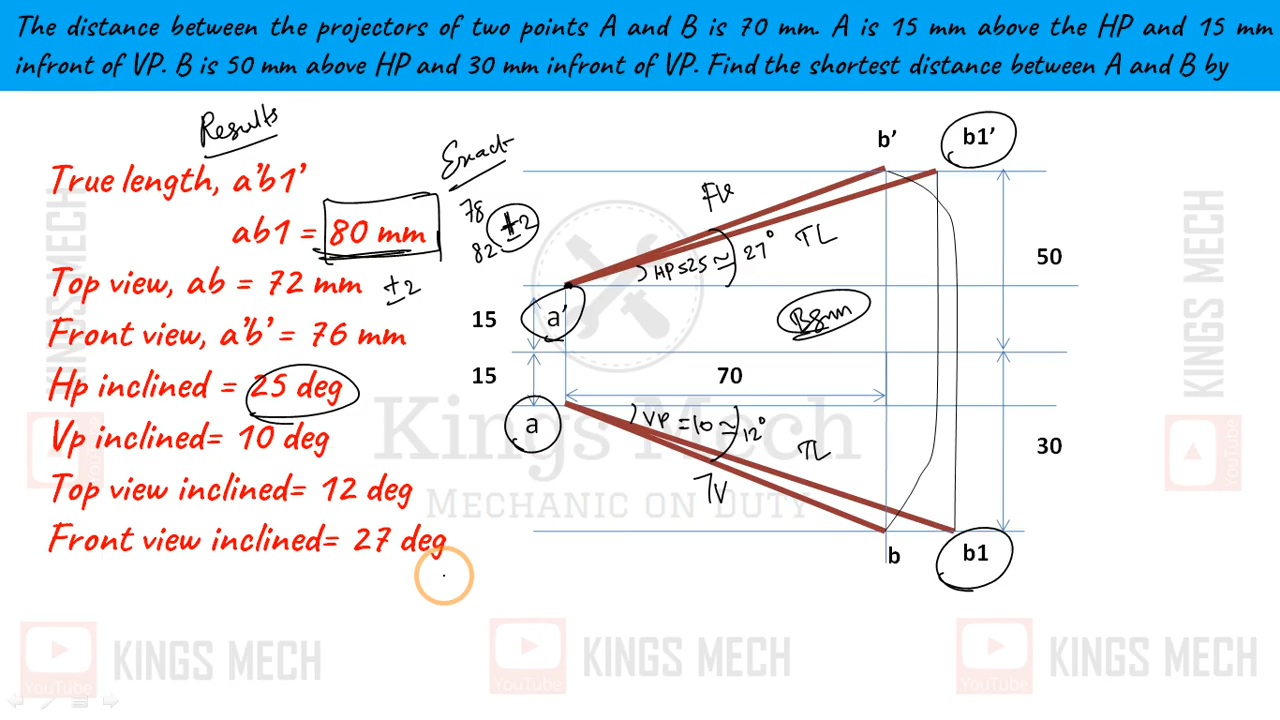 The distance between the projectors of two points A and B is 70 mm. A is 15 mm above the HP and 15 mm
infront of VP. B is 50 mm above HP and 30 mm infront of VP. Find the shortest distance between A and B by
Results
Exact
True length, a'b1'
ab1 = 80 mm
78
82
±2
Top view, ab = 72 mm ±2
Front view, a'b' = 76 mm
Hp inclined = 25 deg
Vp inclined= 10 deg
Top view inclined= 12 deg
Front view inclined= 27 deg
b' b1'
FV
HP=25 ≃ 27° TL
50
15 a'
15 70
a
VP =10 ≃ 12°
TL
30
TV
b b1
KINGS MECH
KINGS MECH
Kings Mech
MECHANIC ON DUTY
YouTube KINGS MECH
YouTube KINGS MECH
YouTube KINGS MECH